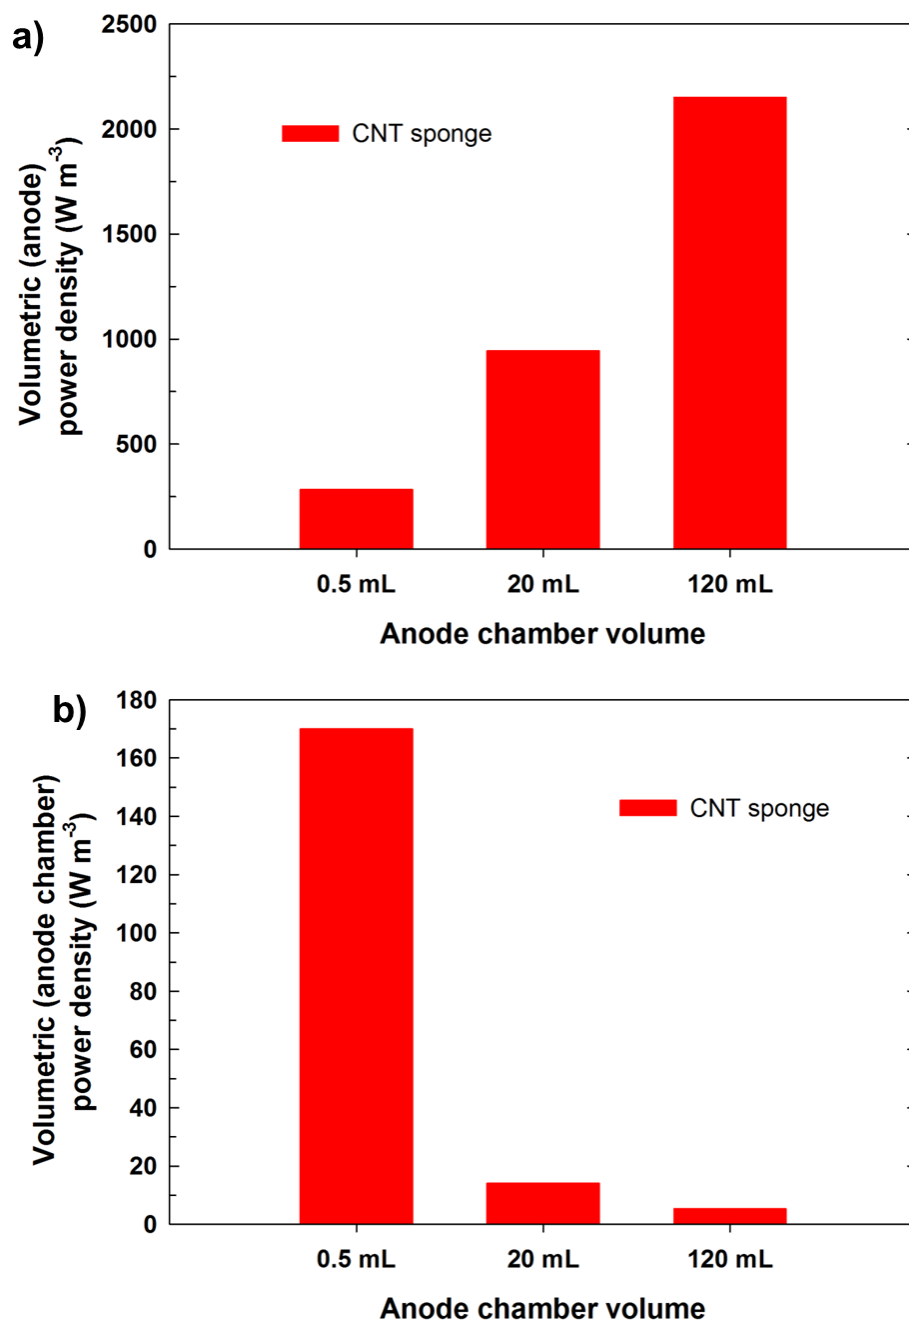 a)
2500
2000
1500
1000
500
0
Volumetric (anode)
power density (W m-3)
CNT sponge
0.5 mL
20 mL
120 mL
Anode chamber volume
b)
180
160
140
120
100
80
60
40
20
0
Volumetric (anode chamber)
power density (W m-3)
CNT sponge
0.5 mL
20 mL
120 mL
Anode chamber volume